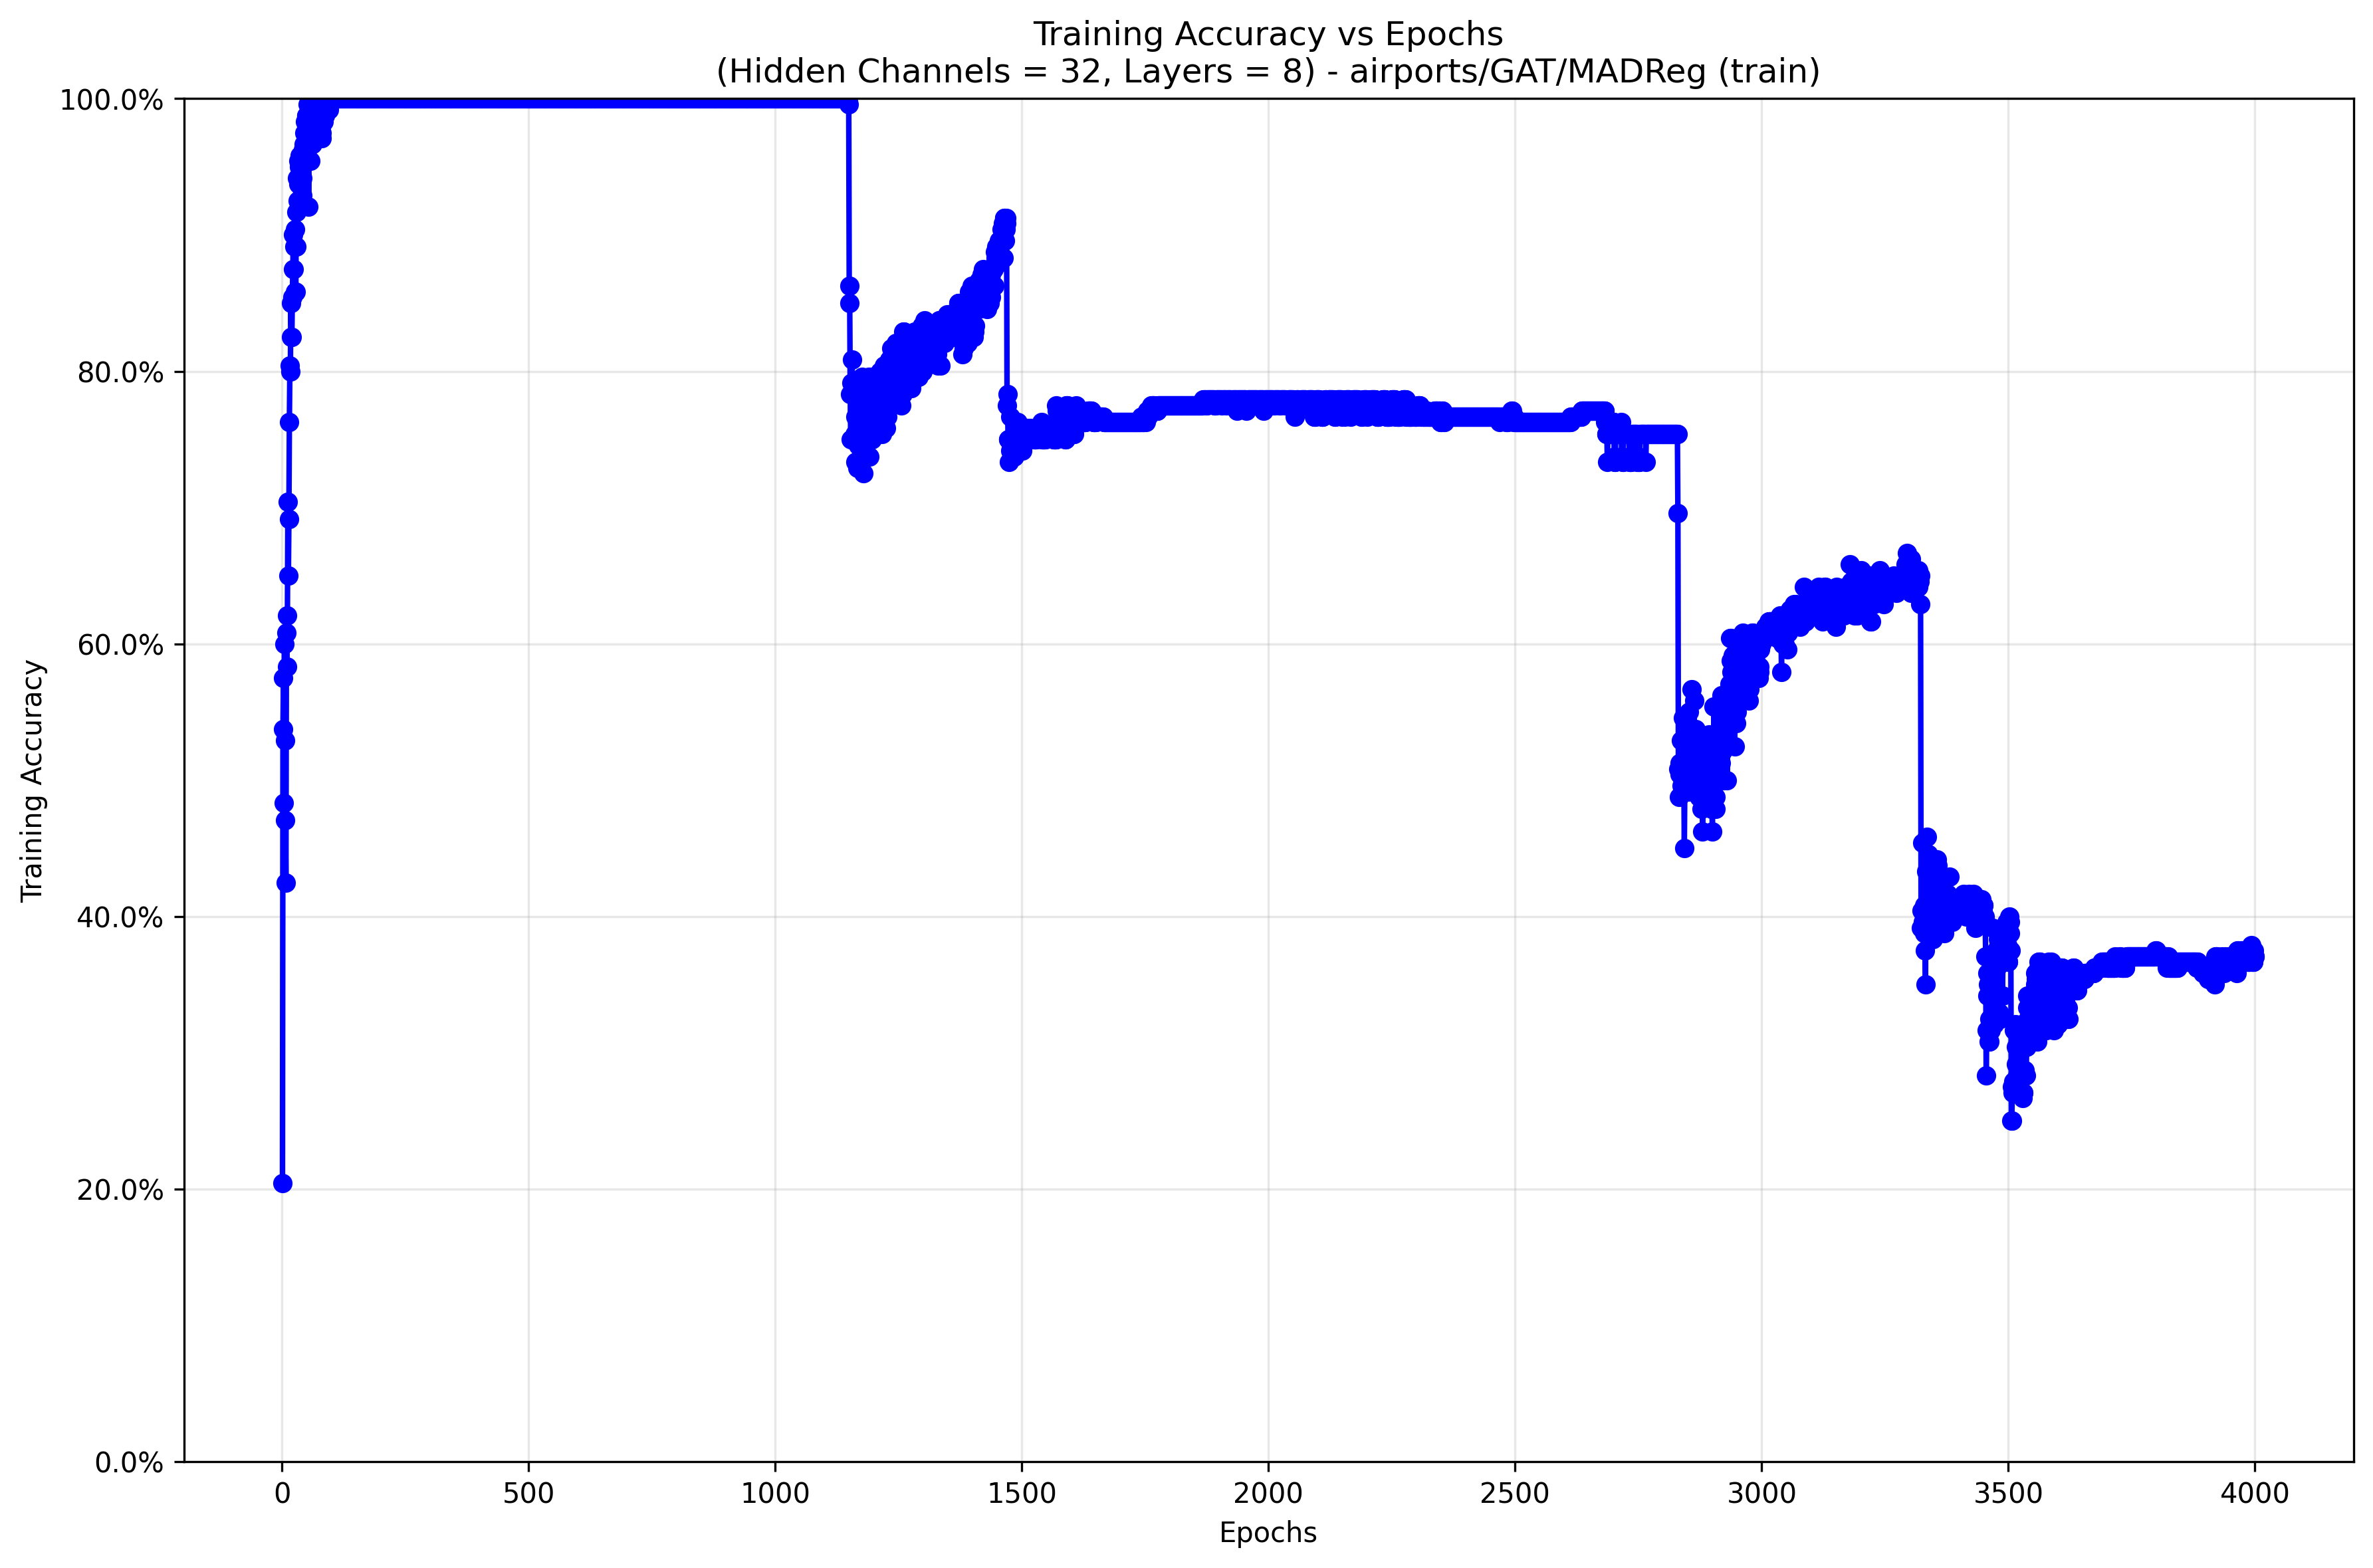 Training Accuracy vs Epochs
(Hidden Channels = 32, Layers = 8) - airports/GAT/MADReg (train)
100.0%
80.0%
60.0%
40.0%
20.0%
0.0%
Training Accuracy
0 500 1000 1500 2000 2500 3000 3500 4000
Epochs